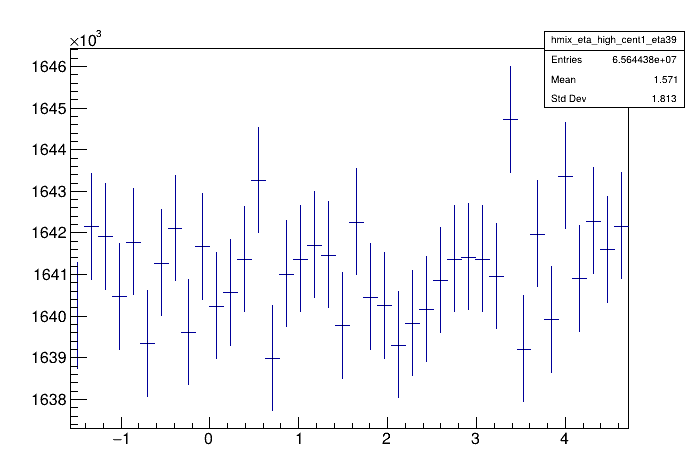 ×10³
hmix_eta_high_cent1_eta39
Entries 6.564438e+07
Mean 1.571
Std Dev 1.813
1646
1645
1644
1643
1642
1641
1640
1639
1638
−1 0 1 2 3 4